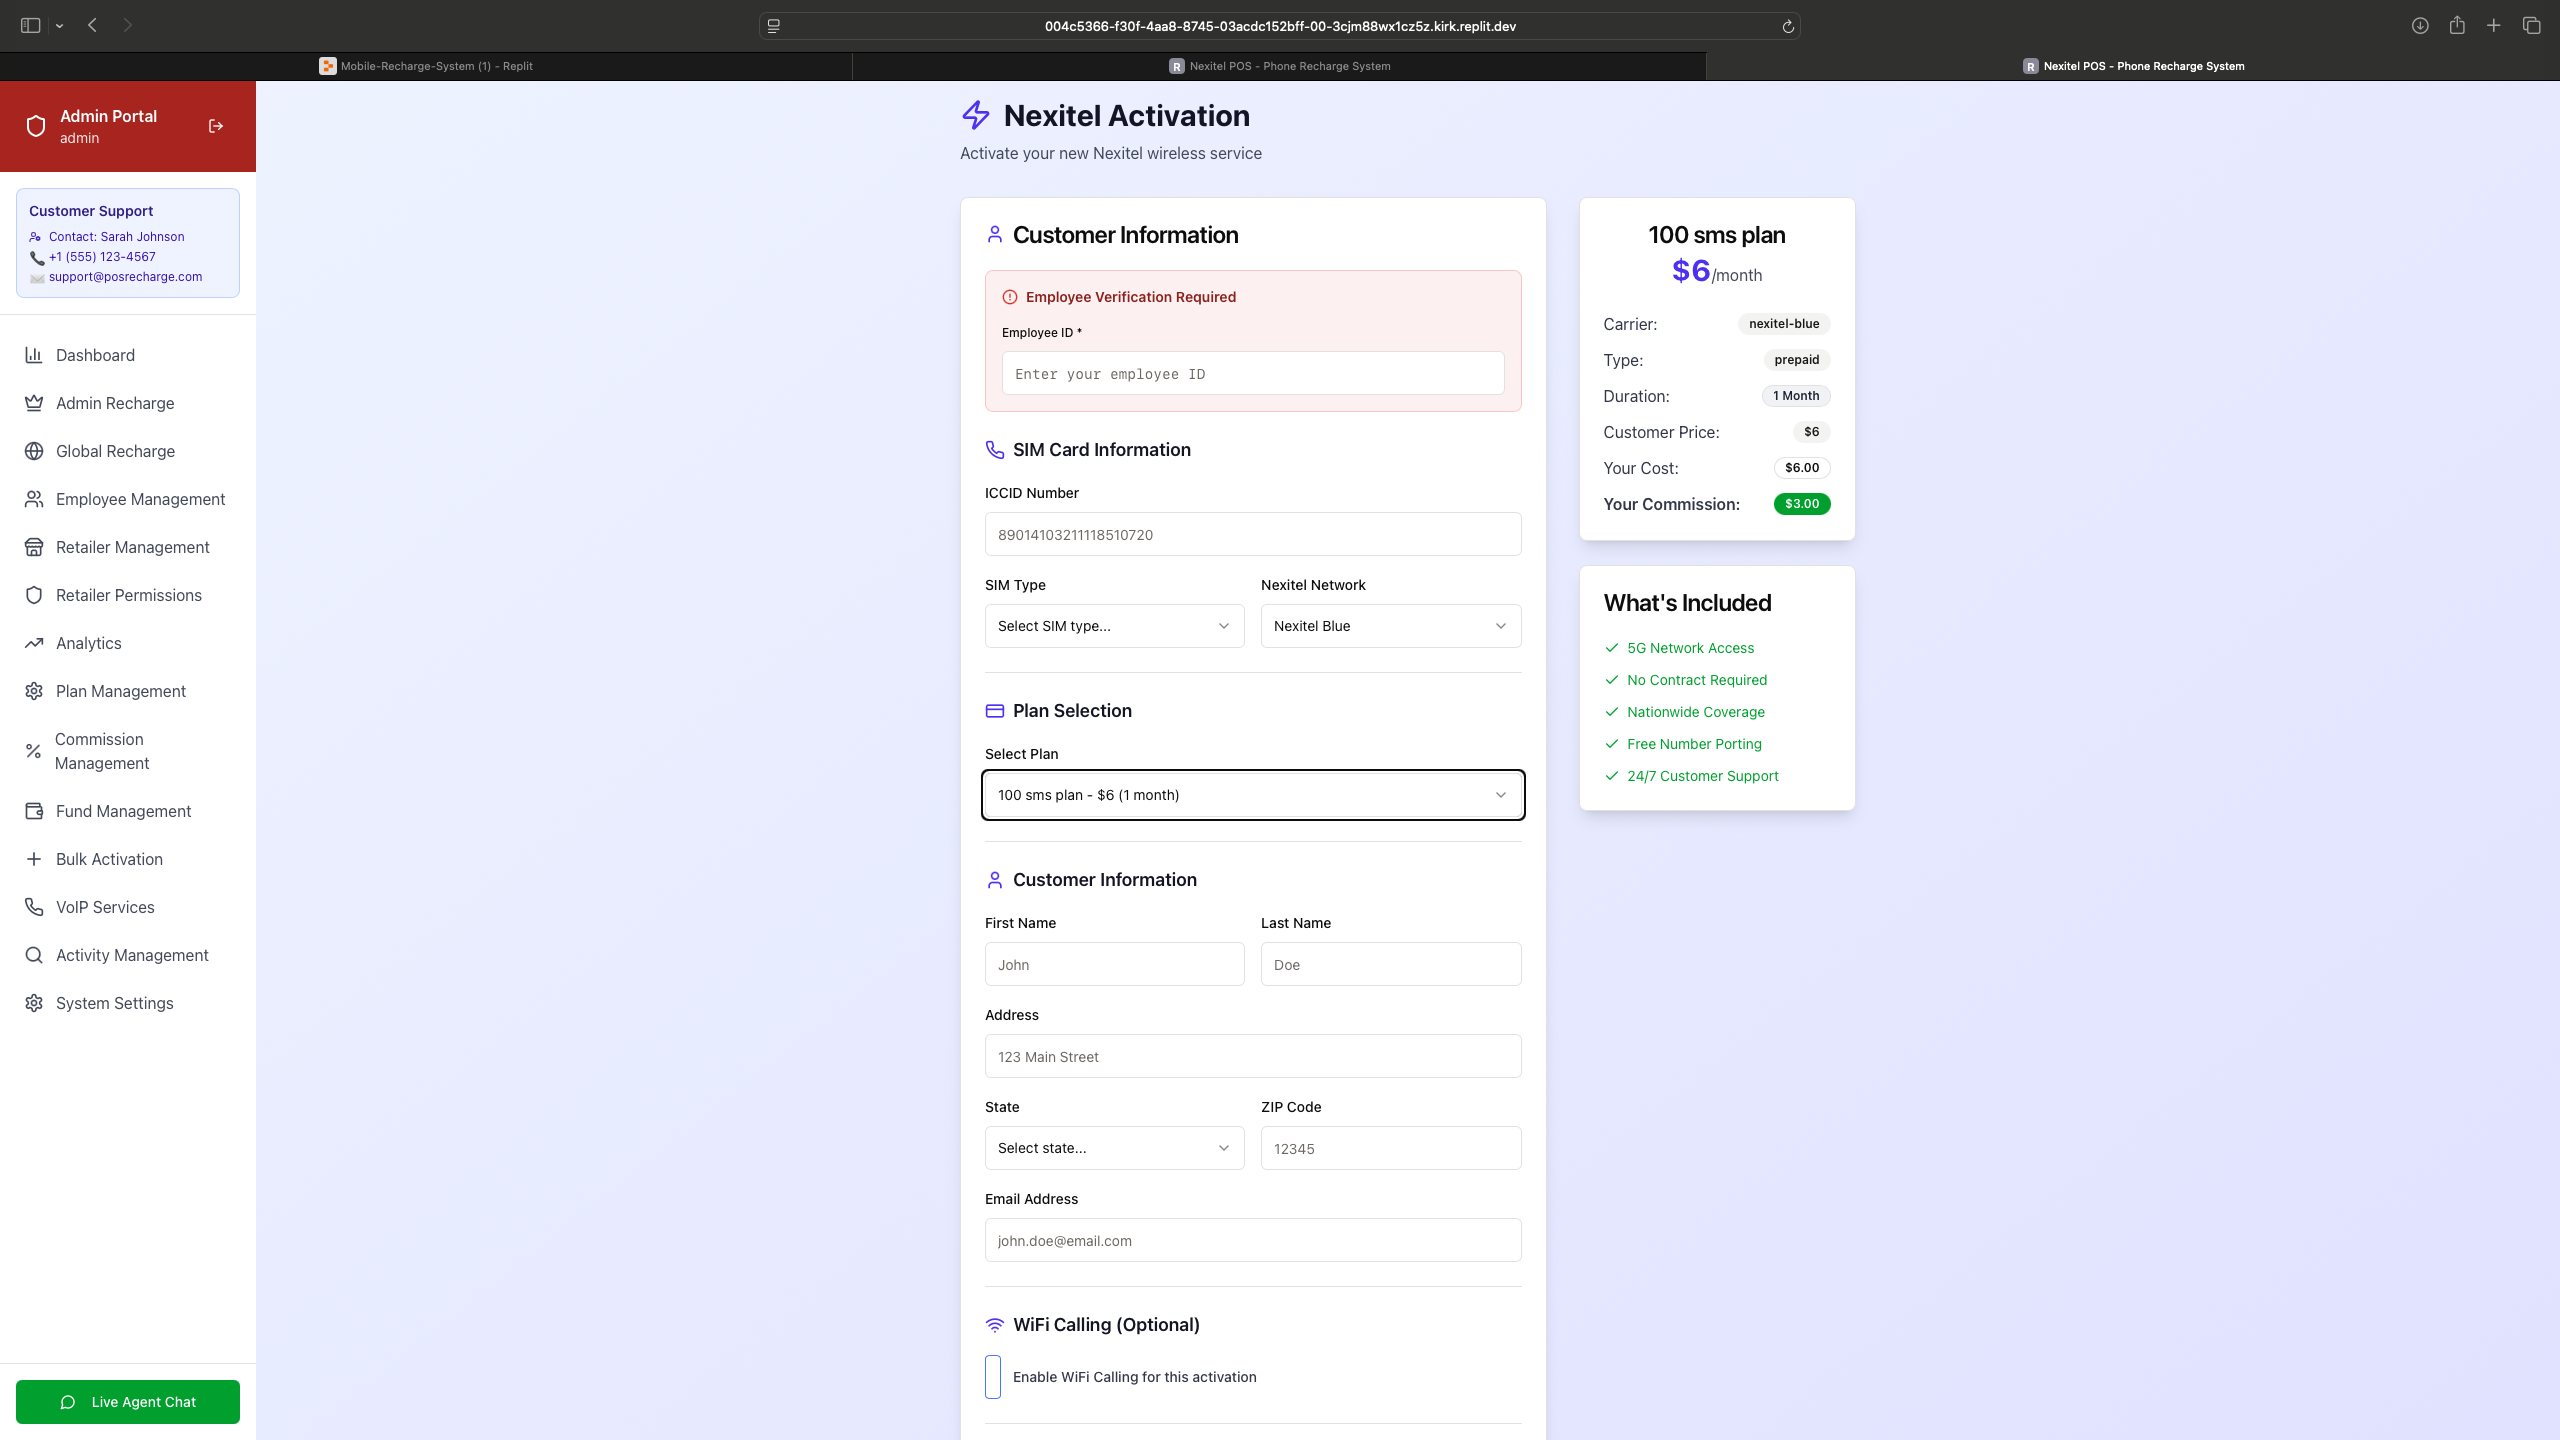 004c5366-f30f-4aa8-8745-03acdc152bff-00-3cjm88wx1cz5z.kirk.replit.dev
Mobile-Recharge-System (1) - Replit
R Nexitel POS - Phone Recharge System
R Nexitel POS - Phone Recharge System
Admin Portal
admin
Customer Support
Contact: Sarah Johnson
+1 (555) 123-4567
support@posrecharge.com
Dashboard
Admin Recharge
Global Recharge
Employee Management
Retailer Management
Retailer Permissions
Analytics
Plan Management
Commission
Management
Fund Management
Bulk Activation
VoIP Services
Activity Management
System Settings
Live Agent Chat
Nexitel Activation
Activate your new Nexitel wireless service
Customer Information
Employee Verification Required
Employee ID *
Enter your employee ID
SIM Card Information
ICCID Number
89014103211118510720
SIM Type
Nexitel Network
Select SIM type...
Nexitel Blue
Plan Selection
Select Plan
100 sms plan - $6 (1 month)
Customer Information
First Name
Last Name
John
Doe
Address
123 Main Street
State
ZIP Code
Select state...
12345
Email Address
john.doe@email.com
WiFi Calling (Optional)
Enable WiFi Calling for this activation
100 sms plan
$6/month
Carrier: nexitel-blue
Type: prepaid
Duration: 1 Month
Customer Price: $6
Your Cost: $6.00
Your Commission: $3.00
What's Included
5G Network Access
No Contract Required
Nationwide Coverage
Free Number Porting
24/7 Customer Support